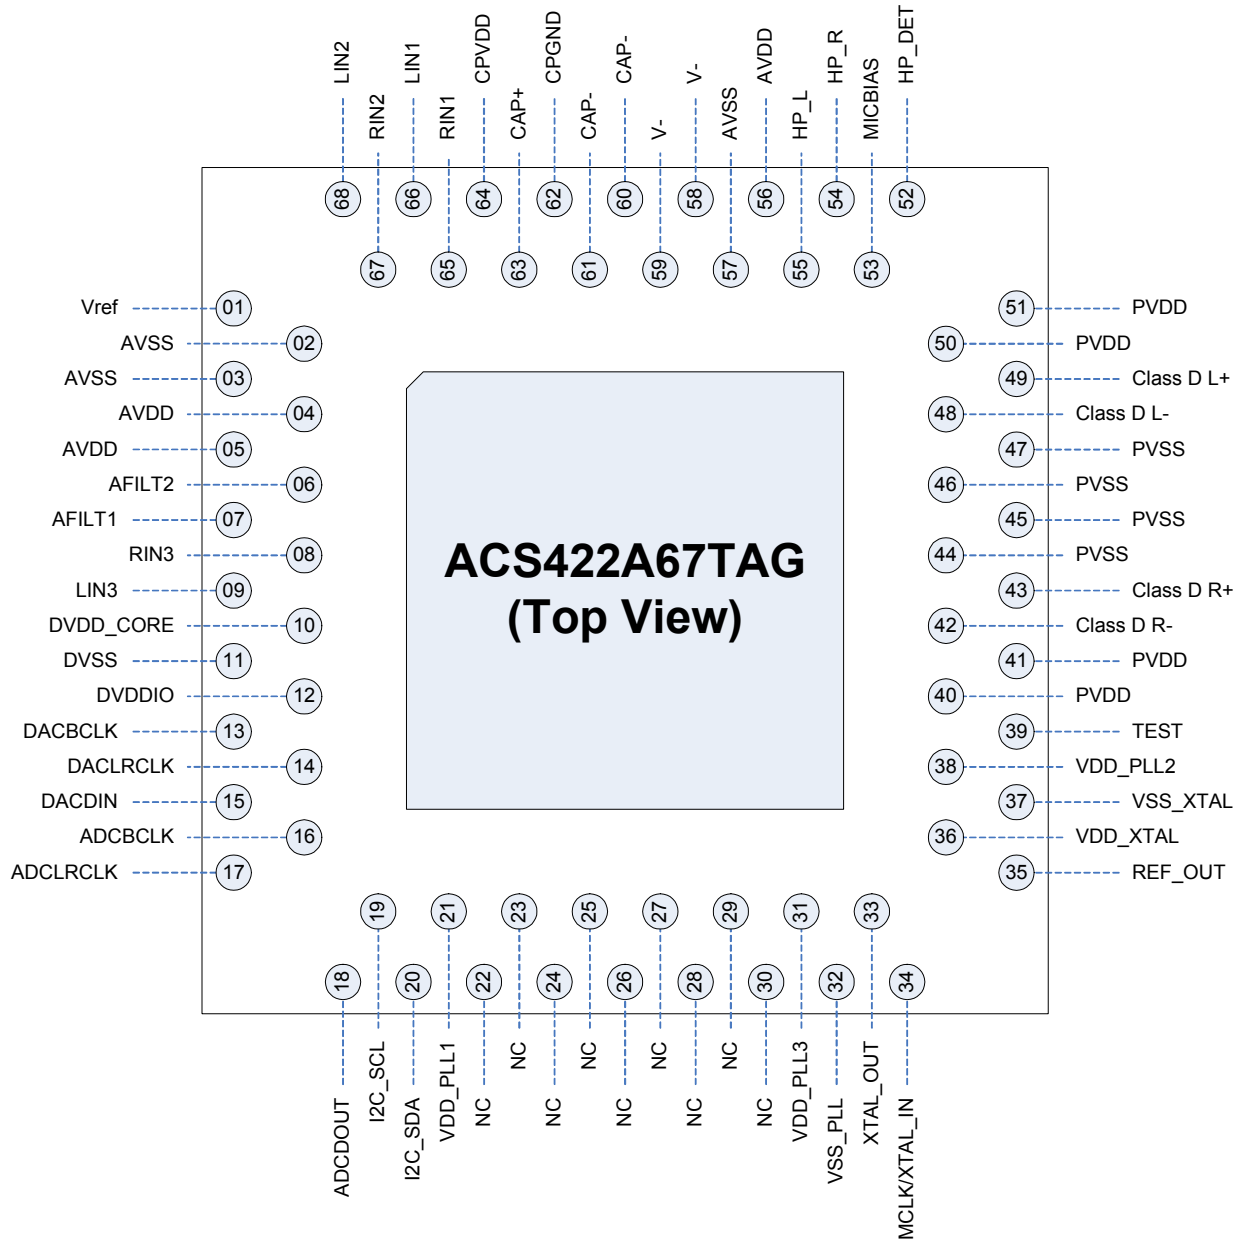 LIN2
RIN2
LIN1
RIN1
CPVDD
CAP+
CPGND
CAP-
CAP-
V-
V-
AVSS
AVDD
HP_L
HP_R
MICBIAS
HP_DET
68
67
66
65
64
63
62
61
60
59
58
57
56
55
54
53
52
Vref 01
AVSS 02
AVSS 03
AVDD 04
AVDD 05
AFILT2 06
AFILT1 07
RIN3 08
LIN3 09
DVDD_CORE 10
DVSS 11
DVDDIO 12
DACBCLK 13
DACLRCLK 14
DACDIN 15
ADCBCLK 16
ADCLRCLK 17
ACS422A67TAG
(Top View)
51 PVDD
50 PVDD
49 Class D L+
48 Class D L-
47 PVSS
46 PVSS
45 PVSS
44 PVSS
43 Class D R+
42 Class D R-
41 PVDD
40 PVDD
39 TEST
38 VDD_PLL2
37 VSS_XTAL
36 VDD_XTAL
35 REF_OUT
18
19
20
21
22
23
24
25
26
27
28
29
30
31
32
33
34
ADCDOUT
I2C_SCL
I2C_SDA
VDD_PLL1
NC
NC
NC
NC
NC
NC
NC
NC
NC
VDD_PLL3
VSS_PLL
XTAL_OUT
MCLK/XTAL_IN